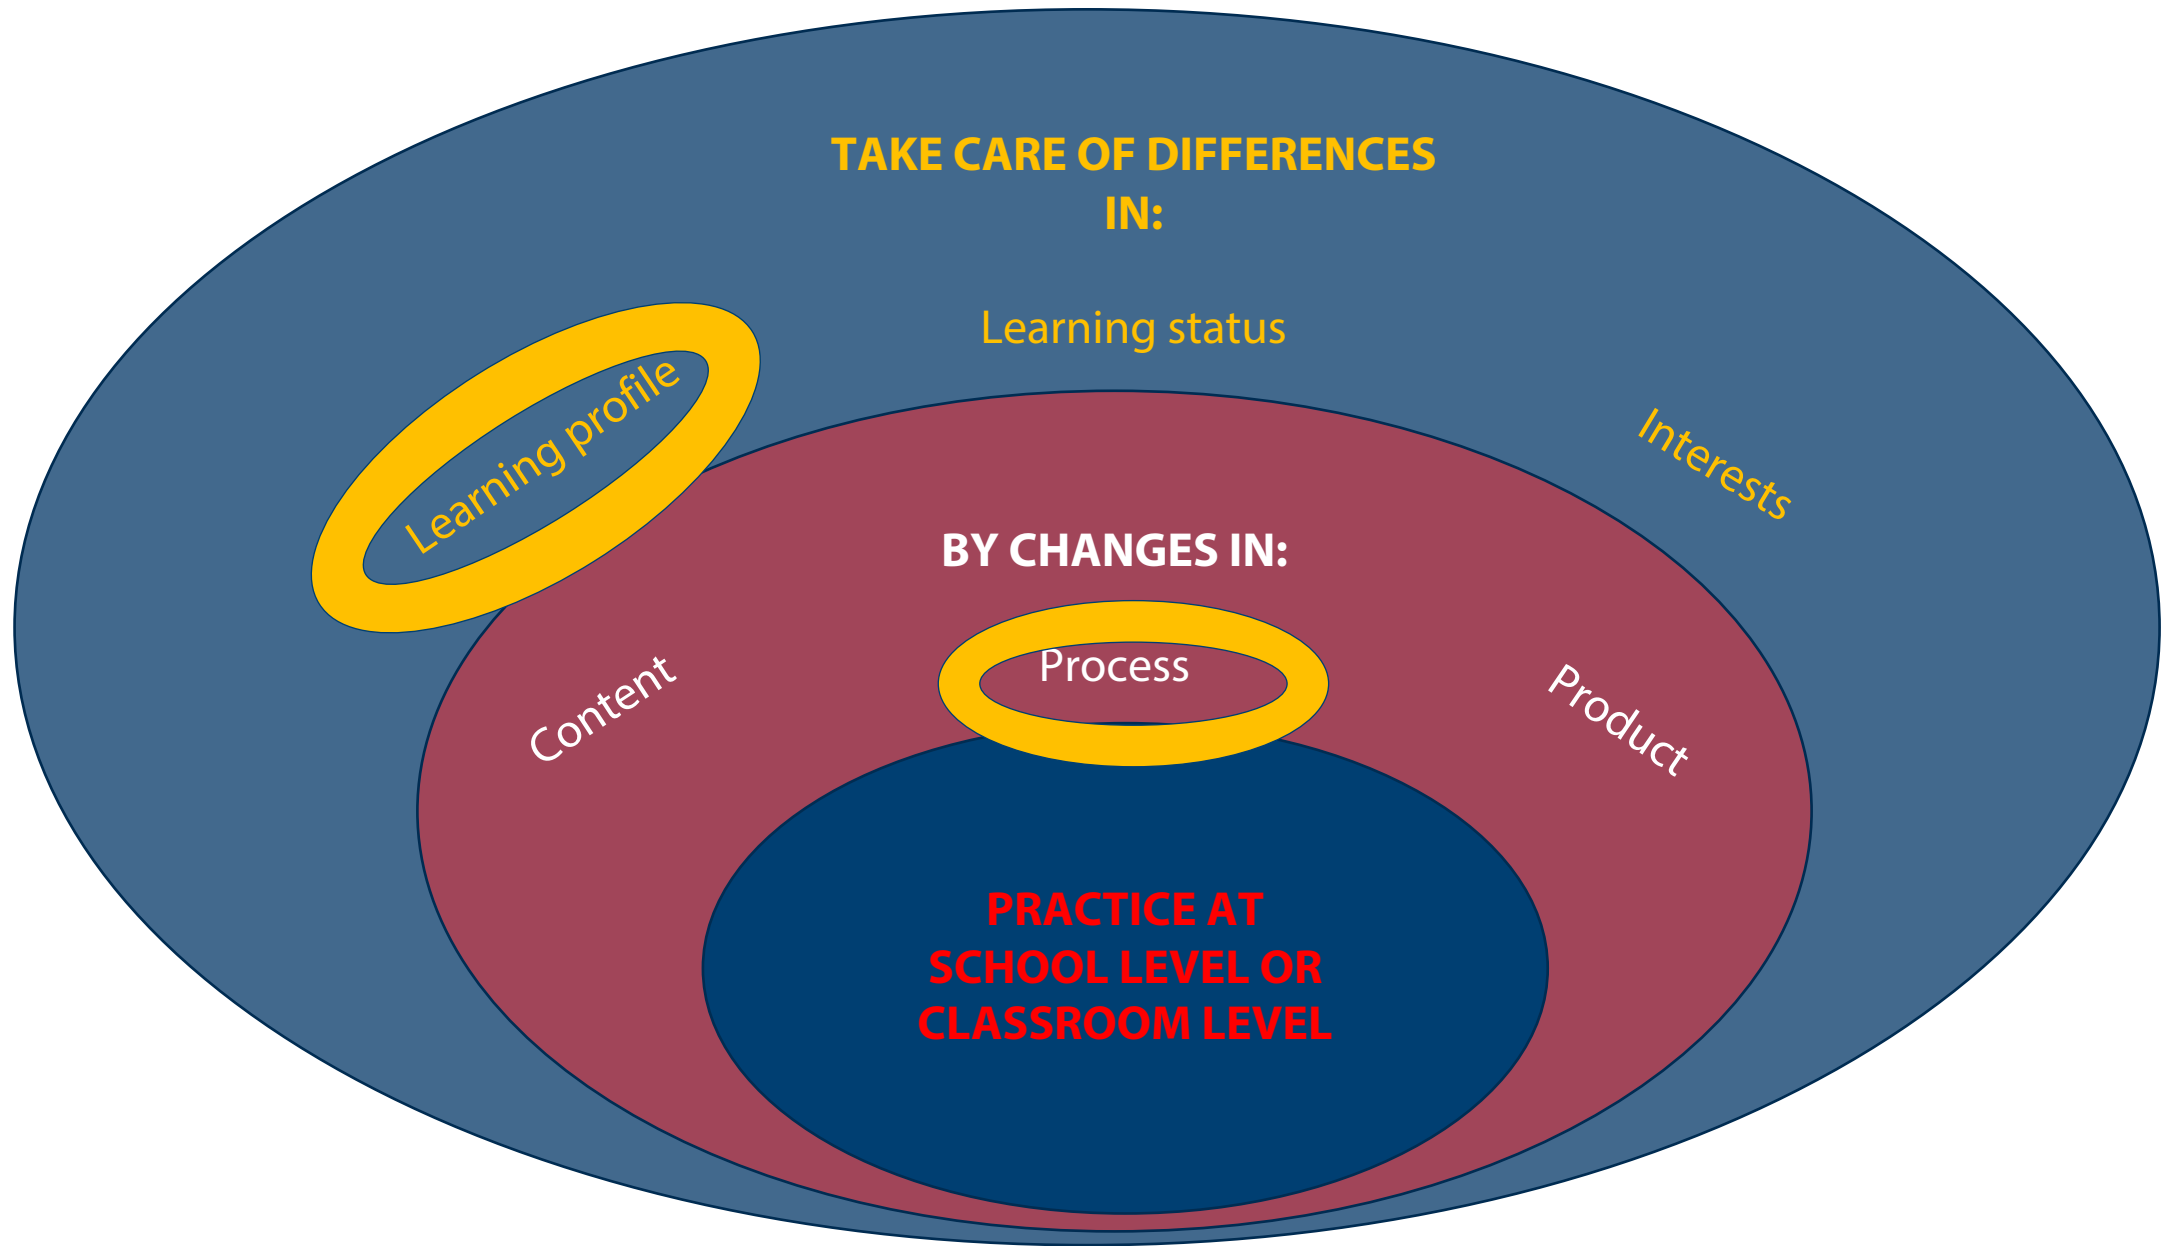 TAKE CARE OF DIFFERENCES
IN:
Learning status
Learning profile
Interests
BY CHANGES IN:
Process
Content
Product
PRACTICE AT
SCHOOL LEVEL OR
CLASSROOM LEVEL